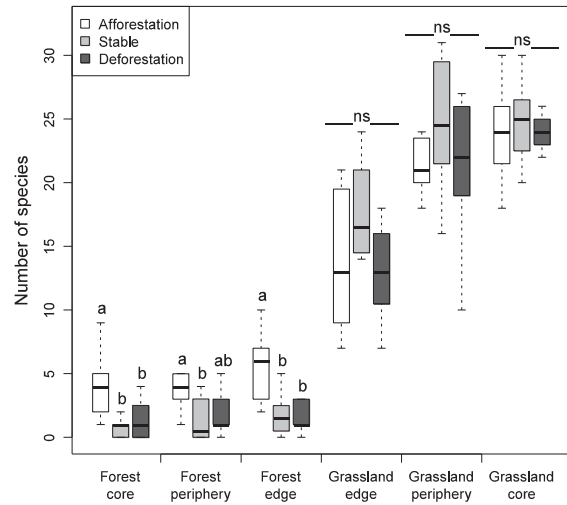 Afforestation
Stable
Deforestation
Number of species
30
25
20
15
10
5
0
a
b
b
a
b
ab
a
b
b
ns
ns
ns
Forest
core
Forest
periphery
Forest
edge
Grassland
edge
Grassland
periphery
Grassland
core